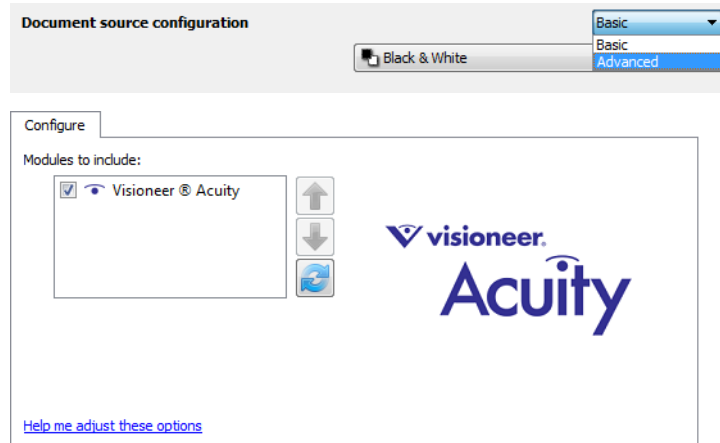 Document source configuration
Basic
Basic
Black & White
Advanced
Configure
Modules to include:
Visioneer ® Acuity
visioneer.
Acuity
Help me adjust these options